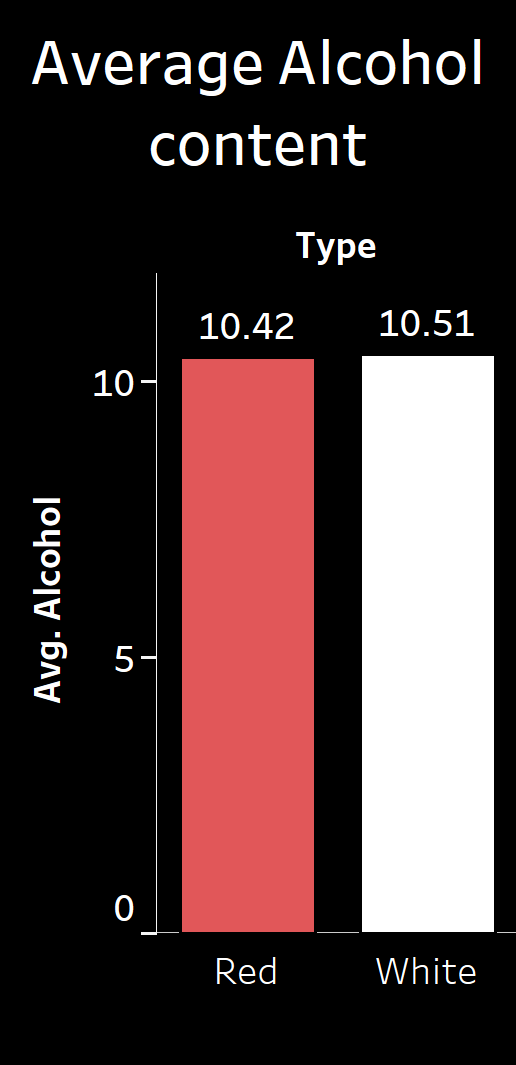 Average Alcohol
content
Type
10.42
10.51
10
5
0
Avg. Alcohol
Red
White